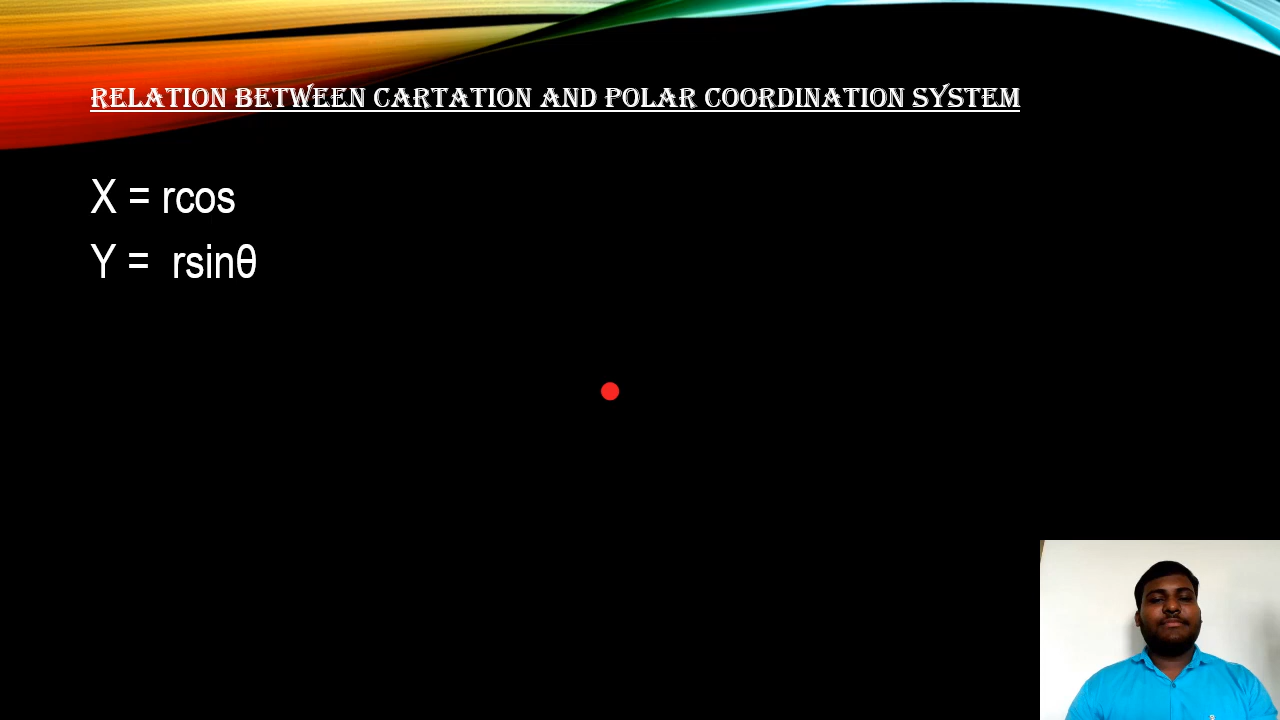 RELATION BETWEEN CARTATION AND POLAR COORDINATION SYSTEM
X = rcos
Y = rsinθ